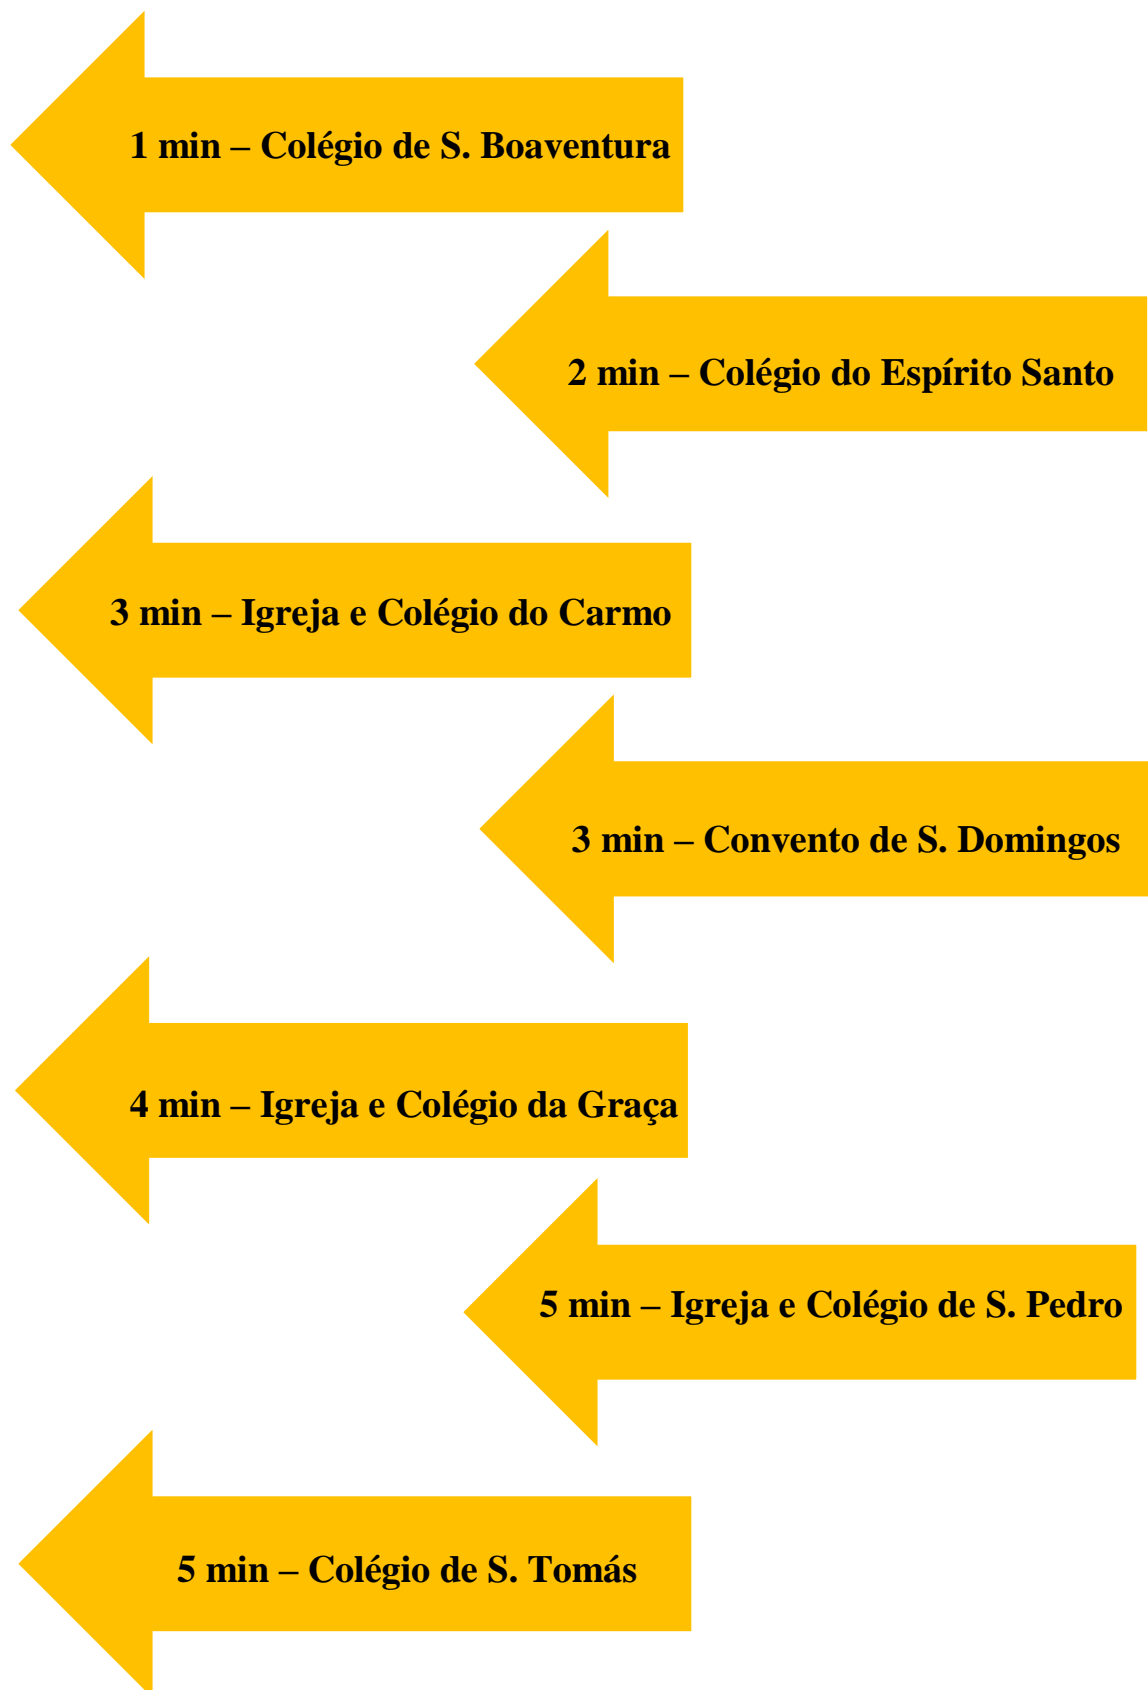 1 min – Colégio de S. Boaventura
2 min – Colégio do Espírito Santo
3 min – Igreja e Colégio do Carmo
3 min – Convento de S. Domingos
4 min – Igreja e Colégio da Graça
5 min – Igreja e Colégio de S. Pedro
5 min – Colégio de S. Tomás